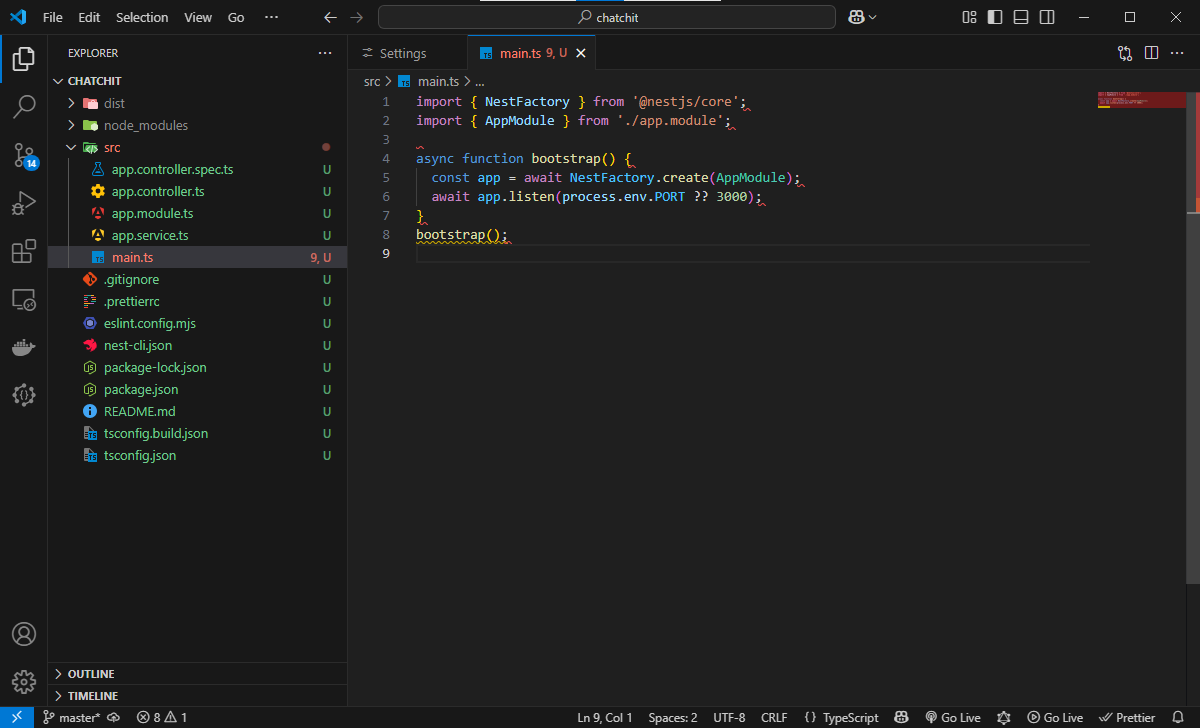 File Edit Selection View Go ··· chatchit
EXPLORER ···
Settings
main.ts 9, U
CHATCHIT
dist
node_modules
src
app.controller.spec.ts U
app.controller.ts U
app.module.ts U
app.service.ts U
main.ts 9, U
.gitignore U
.prettierrc U
eslint.config.mjs U
nest-cli.json U
package-lock.json U
package.json U
README.md U
tsconfig.build.json U
tsconfig.json U
OUTLINE
TIMELINE
14
src > main.ts > ...
1 import { NestFactory } from '@nestjs/core';
2 import { AppModule } from './app.module';
3
4 async function bootstrap() {
5 const app = await NestFactory.create(AppModule);
6 await app.listen(process.env.PORT ?? 3000);
7 }
8 bootstrap();
9
master* 8 1 Ln 9, Col 1 Spaces: 2 UTF-8 CRLF {} TypeScript Go Live Go Live Prettier